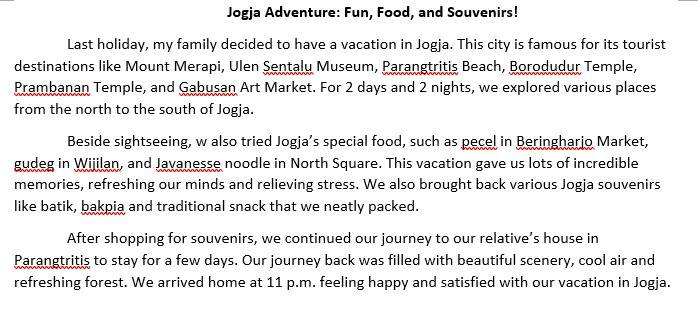 Jogja Adventure: Fun, Food, and Souvenirs!
Last holiday, my family decided to have a vacation in Jogja. This city is famous for its tourist
destinations like Mount Merapi, Ulen Sentalu Museum, Parangtritis Beach, Borodudur Temple,
Prambanan Temple, and Gabusan Art Market. For 2 days and 2 nights, we explored various places
from the north to the south of Jogja.
Beside sightseeing, w also tried Jogja’s special food, such as pecel in Beringharjo Market,
gudeg in Wijilan, and Javanesse noodle in North Square. This vacation gave us lots of incredible
memories, refreshing our minds and relieving stress. We also brought back various Jogja souvenirs
like batik, bakpia and traditional snack that we neatly packed.
After shopping for souvenirs, we continued our journey to our relative’s house in
Parangtritis to stay for a few days. Our journey back was filled with beautiful scenery, cool air and
refreshing forest. We arrived home at 11 p.m. feeling happy and satisfied with our vacation in Jogja.